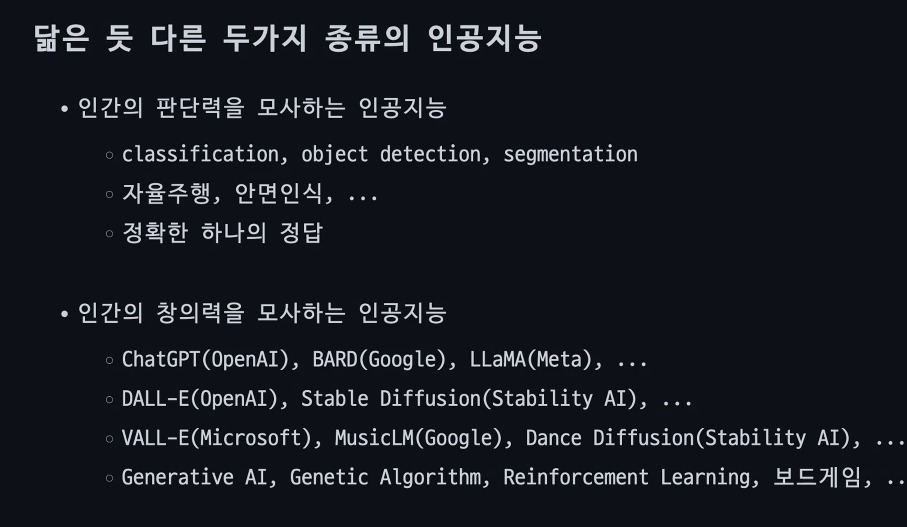 닮은 듯 다른 두가지 종류의 인공지능
• 인간의 판단력을 모사하는 인공지능
○ classification, object detection, segmentation
○ 자율주행, 안면인식, ...
○ 정확한 하나의 정답
• 인간의 창의력을 모사하는 인공지능
○ ChatGPT(OpenAI), BARD(Google), LLaMA(Meta), ...
○ DALL-E(OpenAI), Stable Diffusion(Stability AI), ...
○ VALL-E(Microsoft), MusicLM(Google), Dance Diffusion(Stability AI), ...
○ Generative AI, Genetic Algorithm, Reinforcement Learning, 보드게임, ..